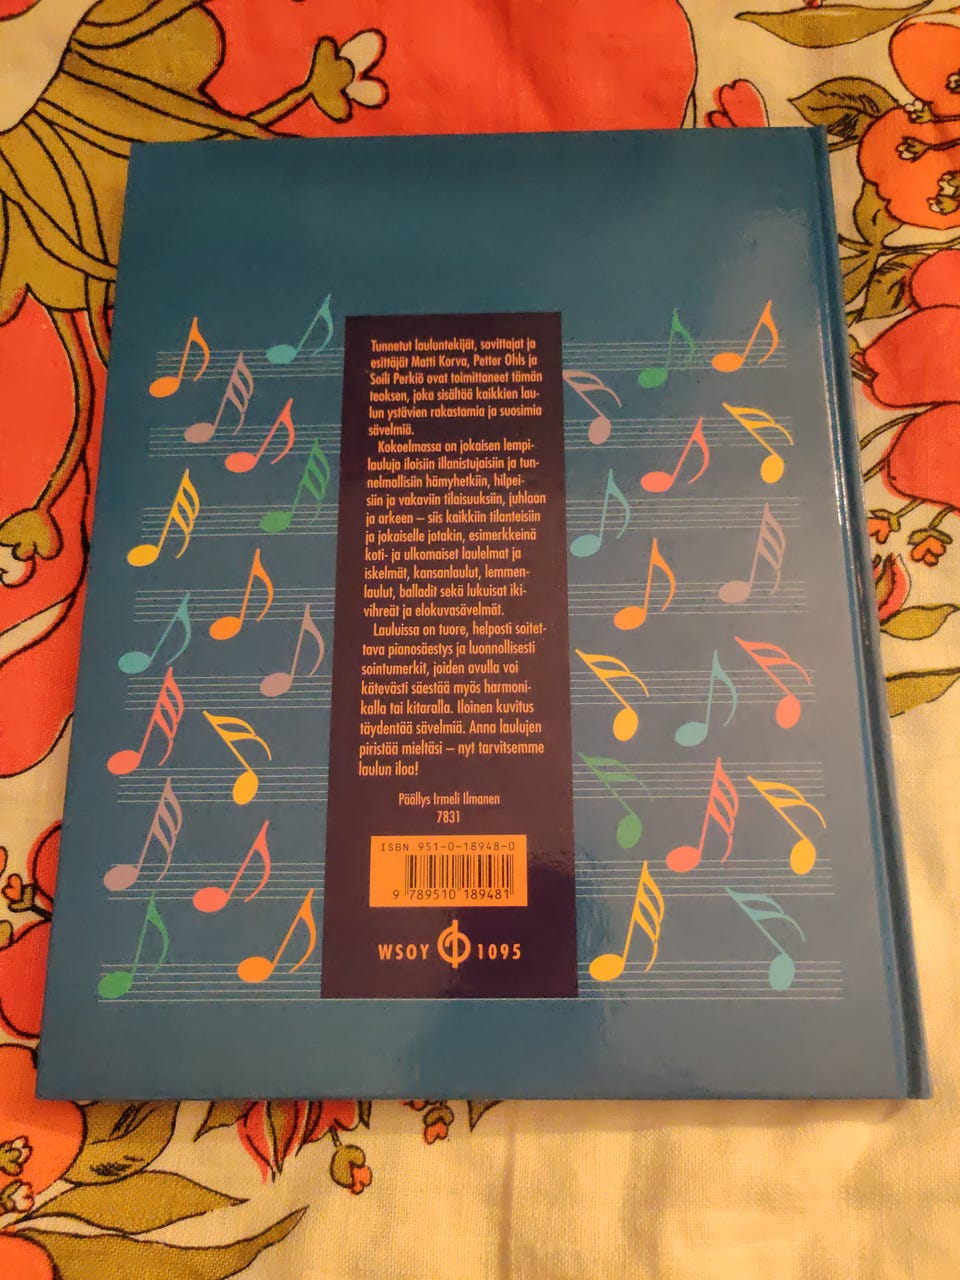 Tunnetut lauluntekijät, sovittajat ja
esittäjät Matti Korva, Petter Ohls ja
Soili Perkiö ovat toimittaneet tämän
teoksen, joka sisältää kaikkien lau-
lun ystävien rakastamia ja suosimia
sävelmiä.
Kokoelmassa on jokaisen lempi-
lauluja iloisiin illanistujaisiin ja tun-
nelmallisiin hämyhetkiin, hilpei-
siin ja vakaviin tilaisuuksiin, juhlaan
ja arkeen – siis kaikkiin tilanteisiin
ja jokaiselle jotakin, esimerkkeinä
koti- ja ulkomaiset laulelmat ja
iskelmät, kansanlaulut, lemmen-
laulut, balladit sekä lukuisat iki-
vihreät ja elokuvasävelmät.
Lauluissa on tuore, helposti soitet-
tava pianosäestys ja luonnollisesti
sointumerkit, joiden avulla voi
kätevästi säestää myös harmoni-
kalla tai kitaralla. Iloinen kuvitus
täydentää sävelmiä. Anna laulujen
piristää mieltäsi – nyt tarvitsemme
laulun iloa!
Päällys Irmeli Ilmanen
7831
ISBN 951-0-18948-0
9 789510 189481
WSOY 1095